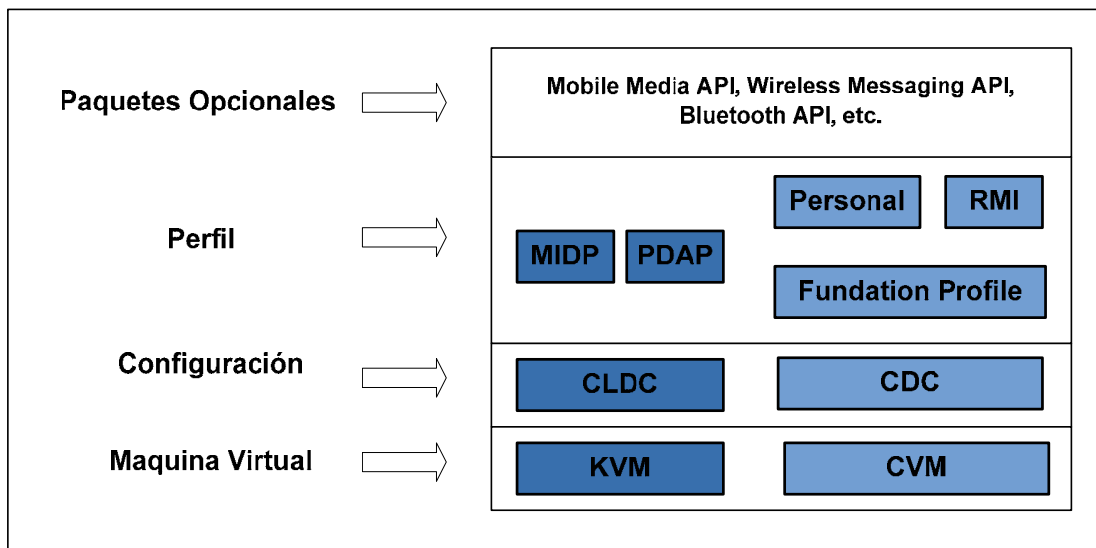 Paquetes Opcionales
Mobile Media API, Wireless Messaging API,
Bluetooth API, etc.
Perfil
Personal
RMI
MIDP
PDAP
Fundation Profile
Configuración
CLDC
CDC
Maquina Virtual
KVM
CVM